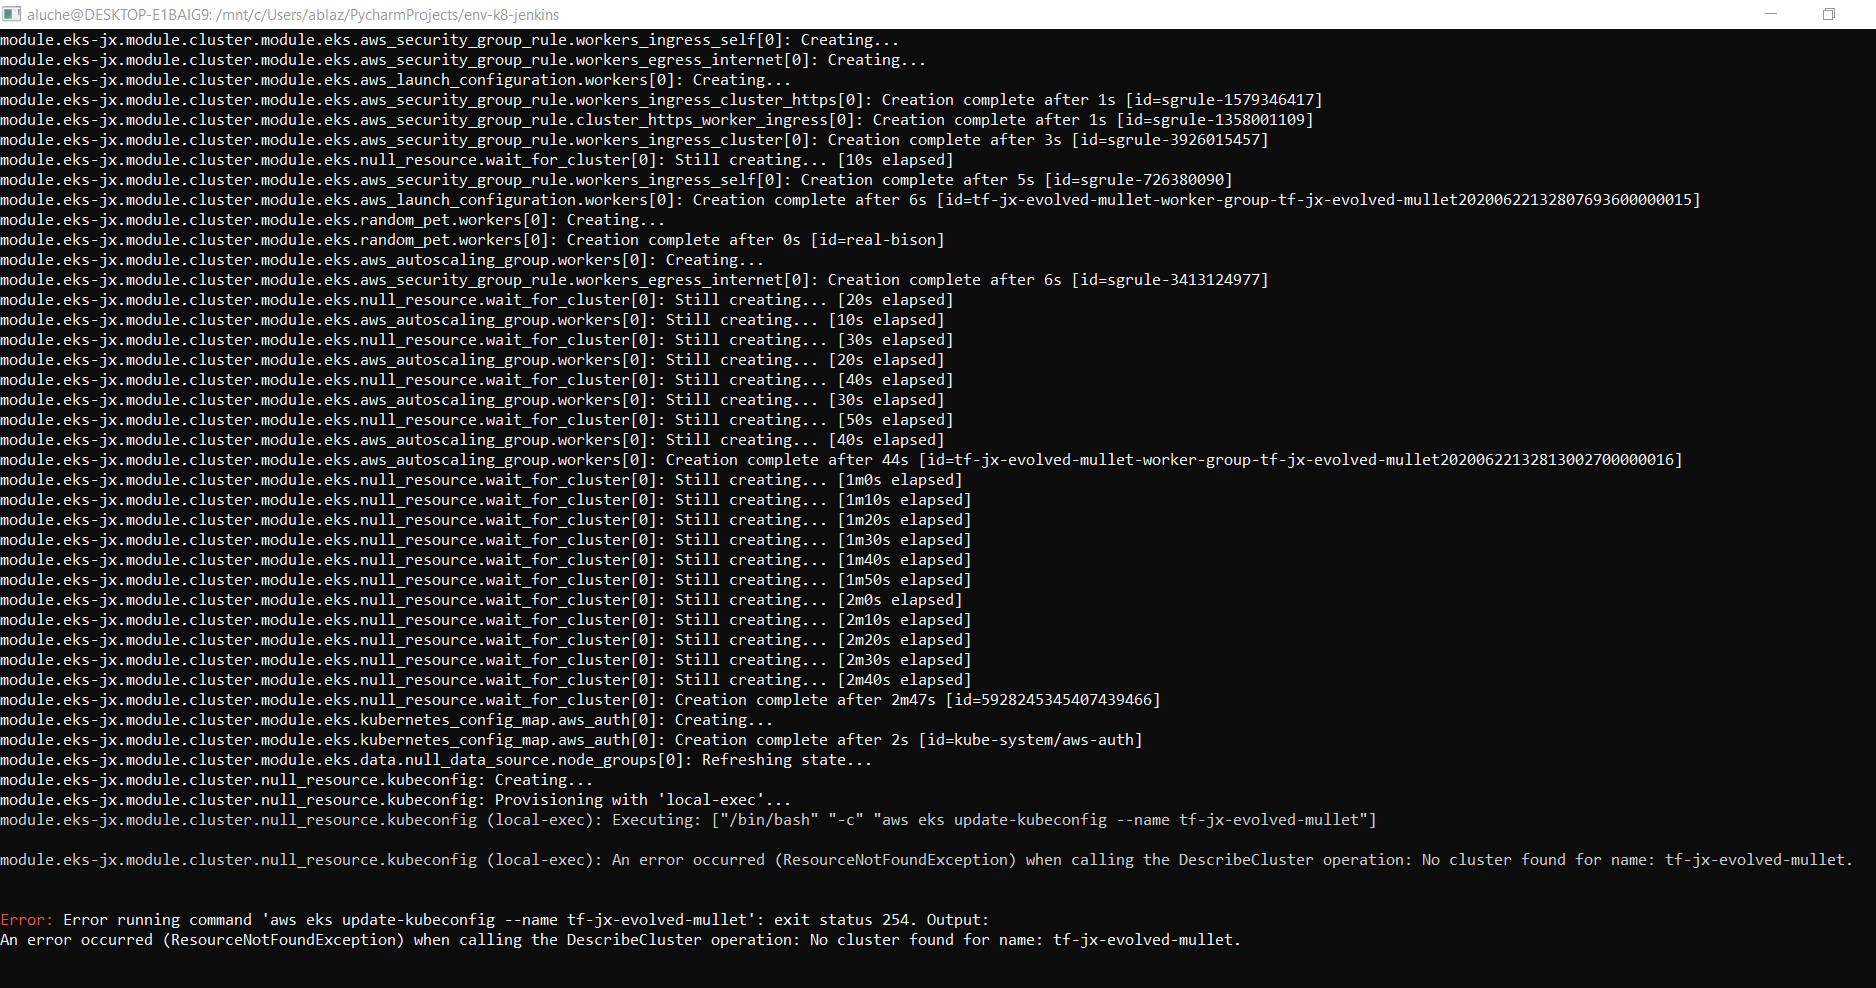 aluche@DESKTOP-E1BAIG9: /mnt/c/Users/ablaz/PycharmProjects/env-k8-jenkins
module.eks-jx.module.cluster.module.eks.aws_security_group_rule.workers_ingress_self[0]: Creating...
module.eks-jx.module.cluster.module.eks.aws_security_group_rule.workers_egress_internet[0]: Creating...
module.eks-jx.module.cluster.module.eks.aws_launch_configuration.workers[0]: Creating...
module.eks-jx.module.cluster.module.eks.aws_security_group_rule.workers_ingress_cluster_https[0]: Creation complete after 1s [id=sgrule-1579346417]
module.eks-jx.module.cluster.module.eks.aws_security_group_rule.cluster_https_worker_ingress[0]: Creation complete after 1s [id=sgrule-1358001109]
module.eks-jx.module.cluster.module.eks.aws_security_group_rule.workers_ingress_cluster[0]: Creation complete after 3s [id=sgrule-3926015457]
module.eks-jx.module.cluster.module.eks.null_resource.wait_for_cluster[0]: Still creating... [10s elapsed]
module.eks-jx.module.cluster.module.eks.aws_security_group_rule.workers_ingress_self[0]: Creation complete after 5s [id=sgrule-726380090]
module.eks-jx.module.cluster.module.eks.aws_launch_configuration.workers[0]: Creation complete after 6s [id=tf-jx-evolved-mullet-worker-group-tf-jx-evolved-mullet20200622132807693600000015]
module.eks-jx.module.cluster.module.eks.random_pet.workers[0]: Creating...
module.eks-jx.module.cluster.module.eks.random_pet.workers[0]: Creation complete after 0s [id=real-bison]
module.eks-jx.module.cluster.module.eks.aws_autoscaling_group.workers[0]: Creating...
module.eks-jx.module.cluster.module.eks.aws_security_group_rule.workers_egress_internet[0]: Creation complete after 6s [id=sgrule-3413124977]
module.eks-jx.module.cluster.module.eks.null_resource.wait_for_cluster[0]: Still creating... [20s elapsed]
module.eks-jx.module.cluster.module.eks.aws_autoscaling_group.workers[0]: Still creating... [10s elapsed]
module.eks-jx.module.cluster.module.eks.null_resource.wait_for_cluster[0]: Still creating... [30s elapsed]
module.eks-jx.module.cluster.module.eks.aws_autoscaling_group.workers[0]: Still creating... [20s elapsed]
module.eks-jx.module.cluster.module.eks.null_resource.wait_for_cluster[0]: Still creating... [40s elapsed]
module.eks-jx.module.cluster.module.eks.aws_autoscaling_group.workers[0]: Still creating... [30s elapsed]
module.eks-jx.module.cluster.module.eks.null_resource.wait_for_cluster[0]: Still creating... [50s elapsed]
module.eks-jx.module.cluster.module.eks.aws_autoscaling_group.workers[0]: Still creating... [40s elapsed]
module.eks-jx.module.cluster.module.eks.aws_autoscaling_group.workers[0]: Creation complete after 44s [id=tf-jx-evolved-mullet-worker-group-tf-jx-evolved-mullet20200622132813002700000016]
module.eks-jx.module.cluster.module.eks.null_resource.wait_for_cluster[0]: Still creating... [1m0s elapsed]
module.eks-jx.module.cluster.module.eks.null_resource.wait_for_cluster[0]: Still creating... [1m10s elapsed]
module.eks-jx.module.cluster.module.eks.null_resource.wait_for_cluster[0]: Still creating... [1m20s elapsed]
module.eks-jx.module.cluster.module.eks.null_resource.wait_for_cluster[0]: Still creating... [1m30s elapsed]
module.eks-jx.module.cluster.module.eks.null_resource.wait_for_cluster[0]: Still creating... [1m40s elapsed]
module.eks-jx.module.cluster.module.eks.null_resource.wait_for_cluster[0]: Still creating... [1m50s elapsed]
module.eks-jx.module.cluster.module.eks.null_resource.wait_for_cluster[0]: Still creating... [2m0s elapsed]
module.eks-jx.module.cluster.module.eks.null_resource.wait_for_cluster[0]: Still creating... [2m10s elapsed]
module.eks-jx.module.cluster.module.eks.null_resource.wait_for_cluster[0]: Still creating... [2m20s elapsed]
module.eks-jx.module.cluster.module.eks.null_resource.wait_for_cluster[0]: Still creating... [2m30s elapsed]
module.eks-jx.module.cluster.module.eks.null_resource.wait_for_cluster[0]: Still creating... [2m40s elapsed]
module.eks-jx.module.cluster.module.eks.null_resource.wait_for_cluster[0]: Creation complete after 2m47s [id=5928245345407439466]
module.eks-jx.module.cluster.module.eks.kubernetes_config_map.aws_auth[0]: Creating...
module.eks-jx.module.cluster.module.eks.kubernetes_config_map.aws_auth[0]: Creation complete after 2s [id=kube-system/aws-auth]
module.eks-jx.module.cluster.module.eks.data.null_data_source.node_groups[0]: Refreshing state...
module.eks-jx.module.cluster.null_resource.kubeconfig: Creating...
module.eks-jx.module.cluster.null_resource.kubeconfig: Provisioning with 'local-exec'...
module.eks-jx.module.cluster.null_resource.kubeconfig (local-exec): Executing: ["/bin/bash" "-c" "aws eks update-kubeconfig --name tf-jx-evolved-mullet"]
module.eks-jx.module.cluster.null_resource.kubeconfig (local-exec): An error occurred (ResourceNotFoundException) when calling the DescribeCluster operation: No cluster found for name: tf-jx-evolved-mullet.
Error: Error running command 'aws eks update-kubeconfig --name tf-jx-evolved-mullet': exit status 254. Output:
An error occurred (ResourceNotFoundException) when calling the DescribeCluster operation: No cluster found for name: tf-jx-evolved-mullet.